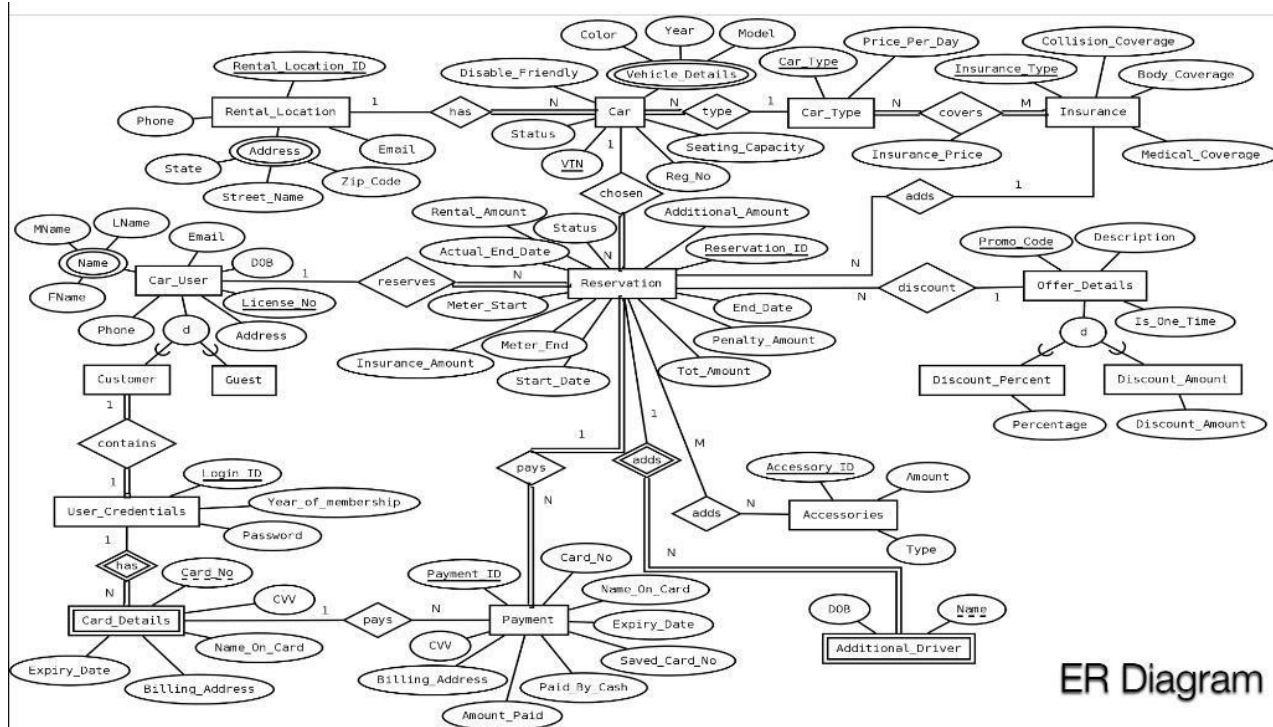 Color
Year
Model
Price_Per_Day
Collision_Coverage
Rental_Location_ID
Disable_Friendly
Vehicle_Details
Car_Type
Insurance_Type
Body_Coverage
Rental_Location
1
has
N
Car
N
type
1
Car_Type
N
covers
M
Insurance
Phone
Status
1
Address
Email
VTN
Seating_Capacity
Insurance_Price
Medical_Coverage
State
Zip_Code
Reg_No
Street_Name
chosen
adds
1
MName
LName
Email
Rental_Amount
Status
Additional_Amount
Name
DOB
Actual_End_Date
N
Reservation_ID
Promo_Code
Description
Car_User
1
reserves
N
Reservation
N
N
discount
1
Offer_Details
FName
License_No
Meter_Start
End_Date
Is_One_Time
Phone
d
Address
Insurance_Amount
Meter_End
Penalty_Amount
d
Customer
Guest
Start_Date
Tot_Amount
Discount_Percent
Discount_Amount
1
Percentage
Discount_Amount
contains
1
1
M
1
Login_ID
pays
adds
Accessory_ID
Amount
User_Credentials
Year_of_membership
N
adds
N
Accessories
Password
1
has
Card_No
Payment_ID
Card_No
N
Type
N
CVV
Name_On_Card
DOB
Name
Card_Details
1
pays
N
Payment
Expiry_Date
Additional_Driver
Name_On_Card
CVV
Saved_Card_No
Expiry_Date
Billing_Address
Billing_Address
Paid_By_Cash
Amount_Paid
ER Diagram